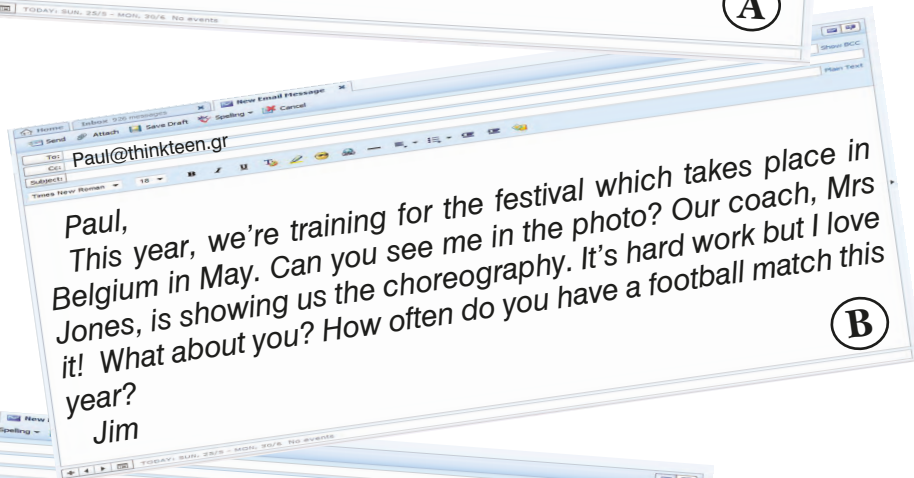 TODAY: SUN, 25/5 - MON, 30/6 No events
A
Home Inbox 926 messages × New Email Message ×
Show BCC
Send Attach Save Draft Spelling Cancel
Plain Text
To: Paul@thinkteen.gr
Cc:
Subject:
Times New Roman 16 B I U
Paul,
This year, we're training for the festival which takes place in
Belgium in May. Can you see me in the photo? Our coach, Mrs
Jones, is showing us the choreography. It's hard work but I love
it! What about you? How often do you have a football match this
year?
Jim
B
TODAY: SUN, 25/5 - MON, 30/6 No events
New
Spelling